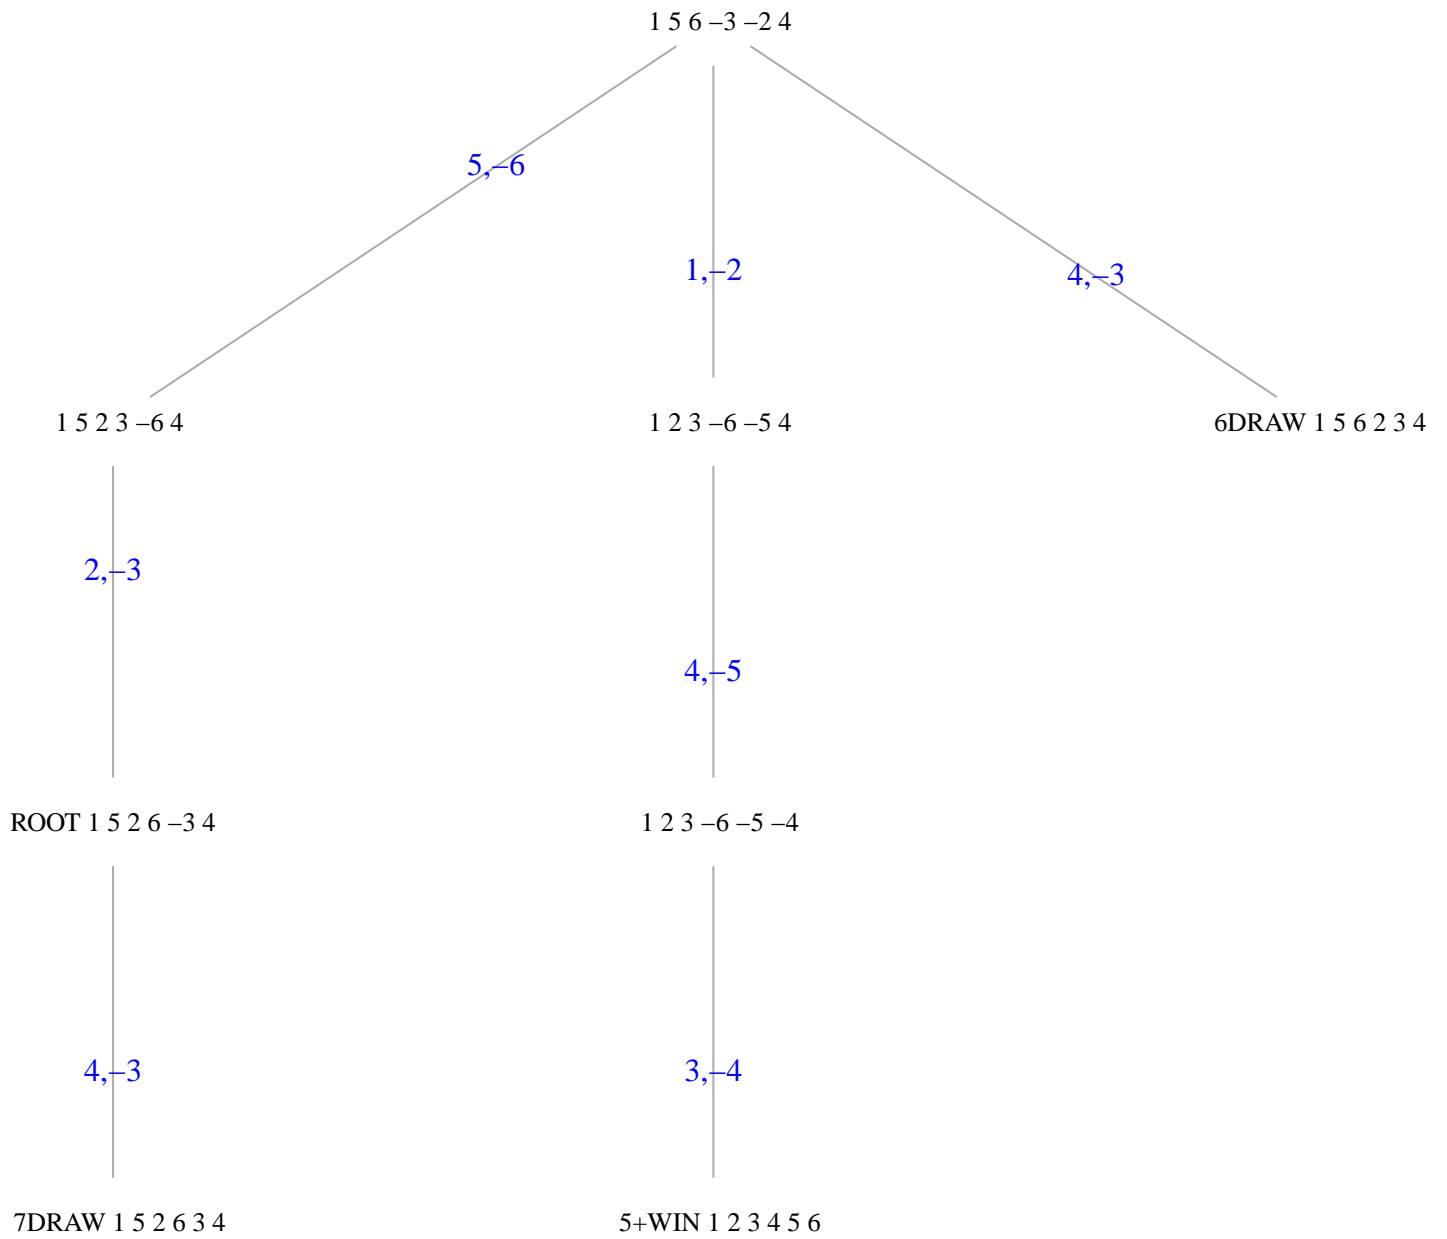 1 5 6 –3 –2 4
5,–6
1,–2
4,–3
1 5 2 3 –6 4
1 2 3 –6 –5 4
6DRAW 1 5 6 2 3 4
2,–3
4,–5
ROOT 1 5 2 6 –3 4
1 2 3 –6 –5 –4
4,–3
3,–4
7DRAW 1 5 2 6 3 4
5+WIN 1 2 3 4 5 6